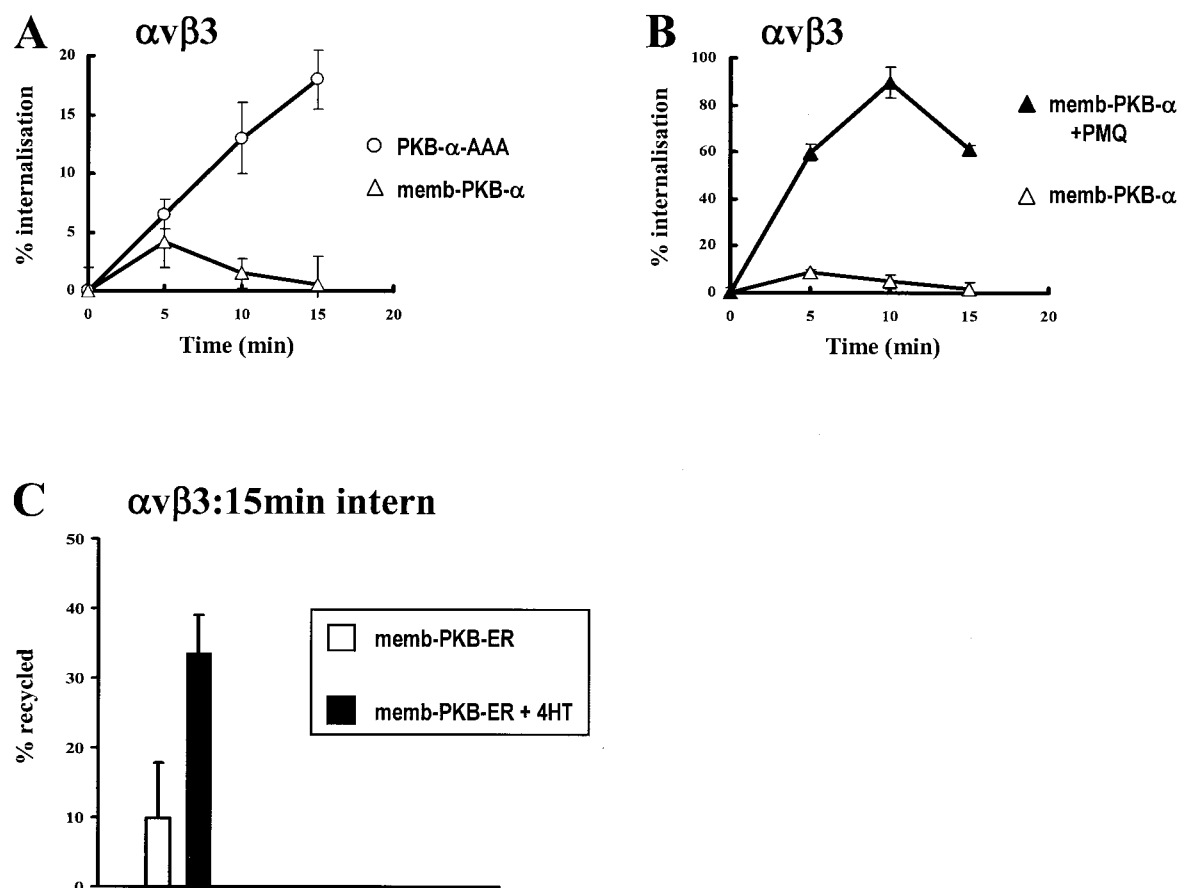 A αvβ3
% internalisation
20
15
10
5
0
0 5 10 15 20
Time (min)
PKB-α-AAA
memb-PKB-α
B αvβ3
% internalisation
100
80
60
40
20
0
0 5 10 15 20
Time (min)
memb-PKB-α
+PMQ
memb-PKB-α
C αvβ3:15min intern
% recycled
50
40
30
20
10
0
memb-PKB-ER
memb-PKB-ER + 4HT